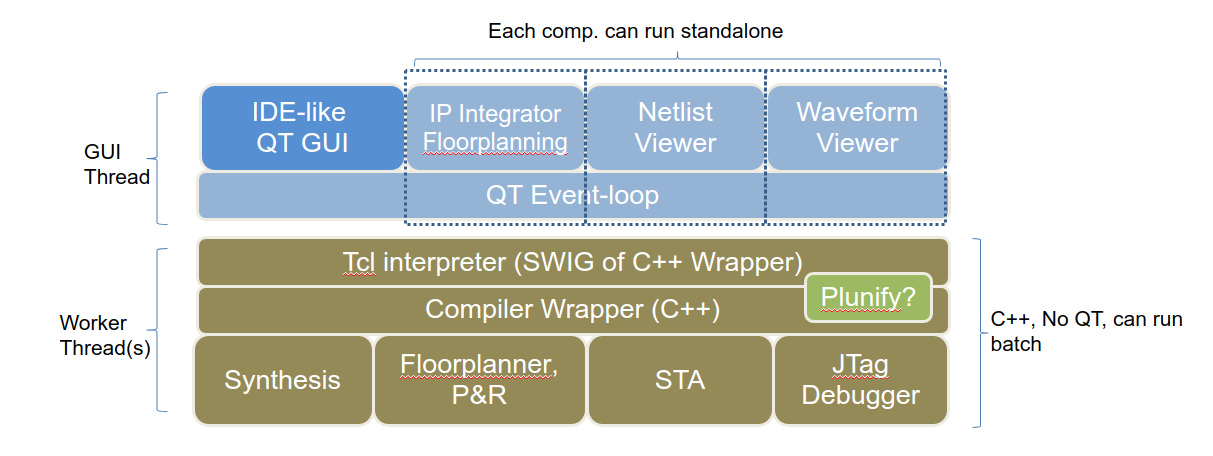 Each comp. can run standalone
IDE-like
QT GUI
IP Integrator
Floorplanning
Netlist
Viewer
Waveform
Viewer
GUI
Thread
QT Event-loop
Tcl interpreter (SWIG of C++ Wrapper)
Plunify?
Compiler Wrapper (C++)
Worker
Thread(s)
C++, No QT, can run
batch
Synthesis
Floorplanner,
P&R
STA
JTag
Debugger